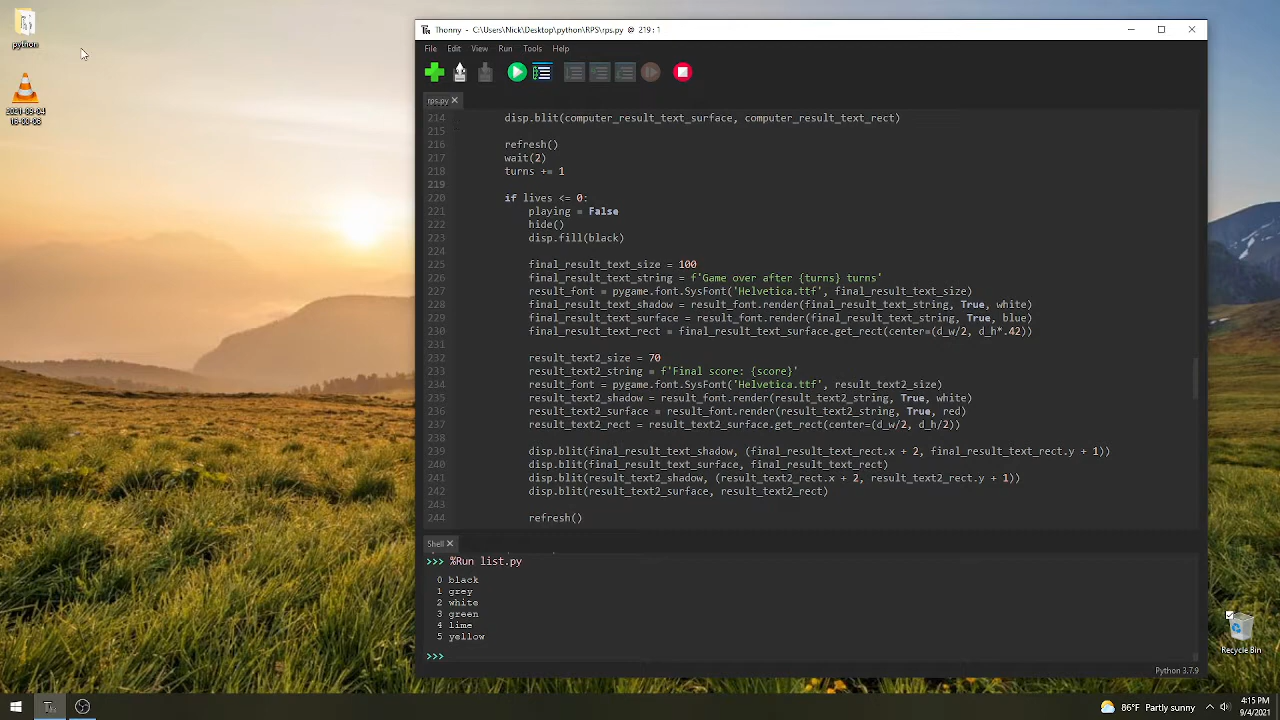 python
2021-09-04
16-00-06
Thonny - C:\Users\Nick\Desktop\python\RPS\rps.py @ 219:1
File Edit View Run Tools Help
rps.py
214 disp.blit(computer_result_text_surface, computer_result_text_rect)
215
216 refresh()
217 wait(2)
218 turns += 1
219
220 if lives <= 0:
221 playing = False
222 hide()
223 disp.fill(black)
224
225 final_result_text_size = 100
226 final_result_text_string = f'Game over after {turns} turns'
227 result_font = pygame.font.SysFont('Helvetica.ttf', final_result_text_size)
228 final_result_text_shadow = result_font.render(final_result_text_string, True, white)
229 final_result_text_surface = result_font.render(final_result_text_string, True, blue)
230 final_result_text_rect = final_result_text_surface.get_rect(center=(d_w/2, d_h*.42))
231
232 result_text2_size = 70
233 result_text2_string = f'Final score: {score}'
234 result_font = pygame.font.SysFont('Helvetica.ttf', result_text2_size)
235 result_text2_shadow = result_font.render(result_text2_string, True, white)
236 result_text2_surface = result_font.render(result_text2_string, True, red)
237 result_text2_rect = result_text2_surface.get_rect(center=(d_w/2, d_h/2))
238
239 disp.blit(final_result_text_shadow, (final_result_text_rect.x + 2, final_result_text_rect.y + 1))
240 disp.blit(final_result_text_surface, final_result_text_rect)
241 disp.blit(result_text2_shadow, (result_text2_rect.x + 2, result_text2_rect.y + 1))
242 disp.blit(result_text2_surface, result_text2_rect)
243
244 refresh()
Shell
>>> %Run list.py
0 black
1 grey
2 white
3 green
4 lime
5 yellow
>>>
Python 3.7.9
Recycle Bin
86°F Partly sunny
4:15 PM
9/4/2021